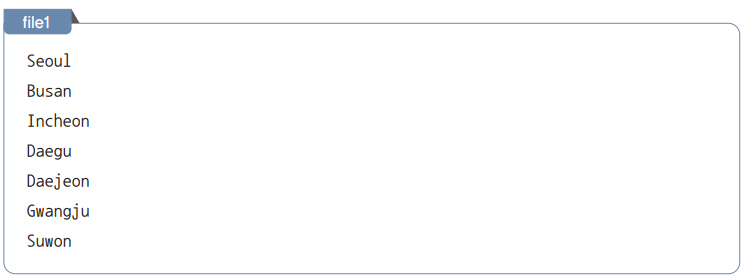 file1
Seoul
Busan
Incheon
Daegu
Daejeon
Gwangju
Suwon